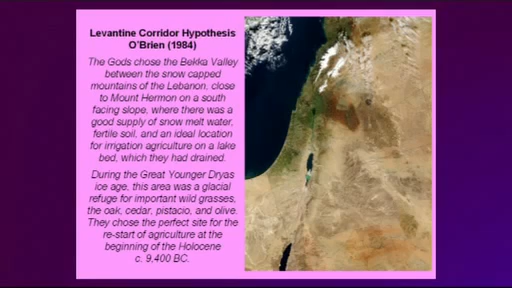 Levantine Corridor Hypothesis
O'Brien (1984)
The Gods chose the Bekka Valley
between the snow capped
mountains of the Lebanon, close
to Mount Hermon on a south
facing slope, where there was a
good supply of snow melt water,
fertile soil, and an ideal location
for irrigation agriculture on a lake
bed, which they had drained.
During the Great Younger Dryas
ice age, this area was a glacial
refuge for important wild grasses,
the oak, cedar, pistacio, and olive.
They chose the perfect site for the
re-start of agriculture at the
beginning of the Holocene
c. 9,400 BC.